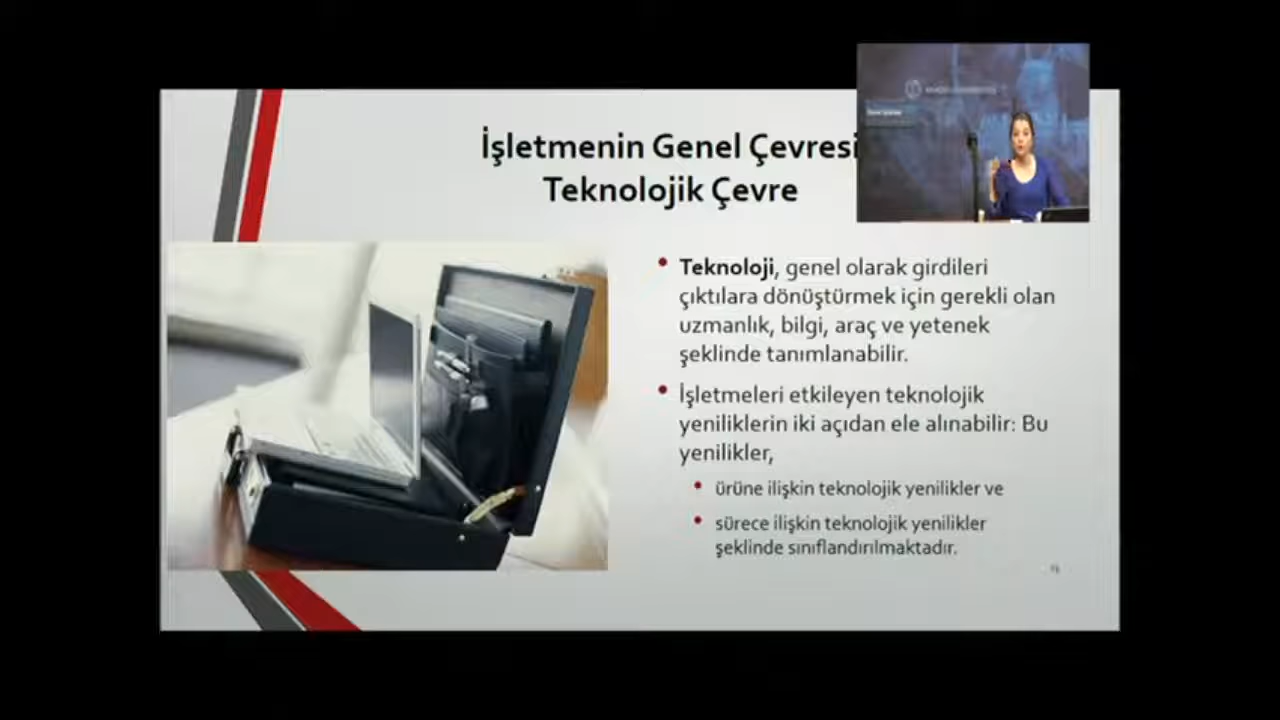 İşletmenin Genel Çevresi
Teknolojik Çevre
• Teknoloji, genel olarak girdileri
çıktılara dönüştürmek için gerekli olan
uzmanlık, bilgi, araç ve yetenek
şeklinde tanımlanabilir.
• İşletmeleri etkileyen teknolojik
yeniliklerin iki açıdan ele alınabilir: Bu
yenilikler,
• ürüne ilişkin teknolojik yenilikler ve
• sürece ilişkin teknolojik yenilikler
şeklinde sınıflandırılmaktadır.